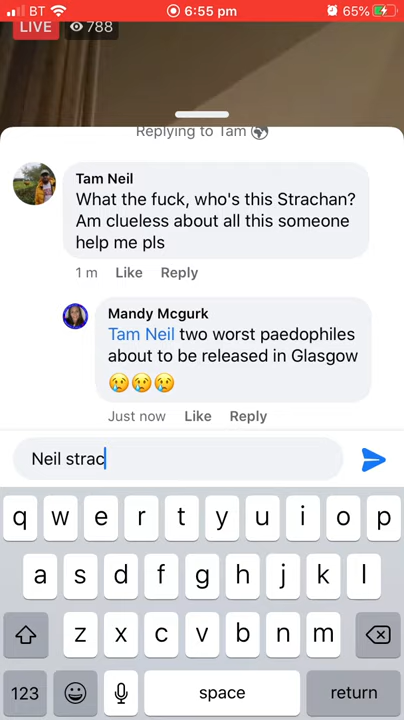 BT 6:55 pm 65%
LIVE 788
Replying to Tam
Tam Neil
What the fuck, who's this Strachan?
Am clueless about all this someone
help me pls
1 m Like Reply
Mandy Mcgurk
Tam Neil two worst paedophiles
about to be released in Glasgow
😢😢😢
Just now Like Reply
Neil strac
q w e r t y u i o p
a s d f g h j k l
z x c v b n m
123 space return